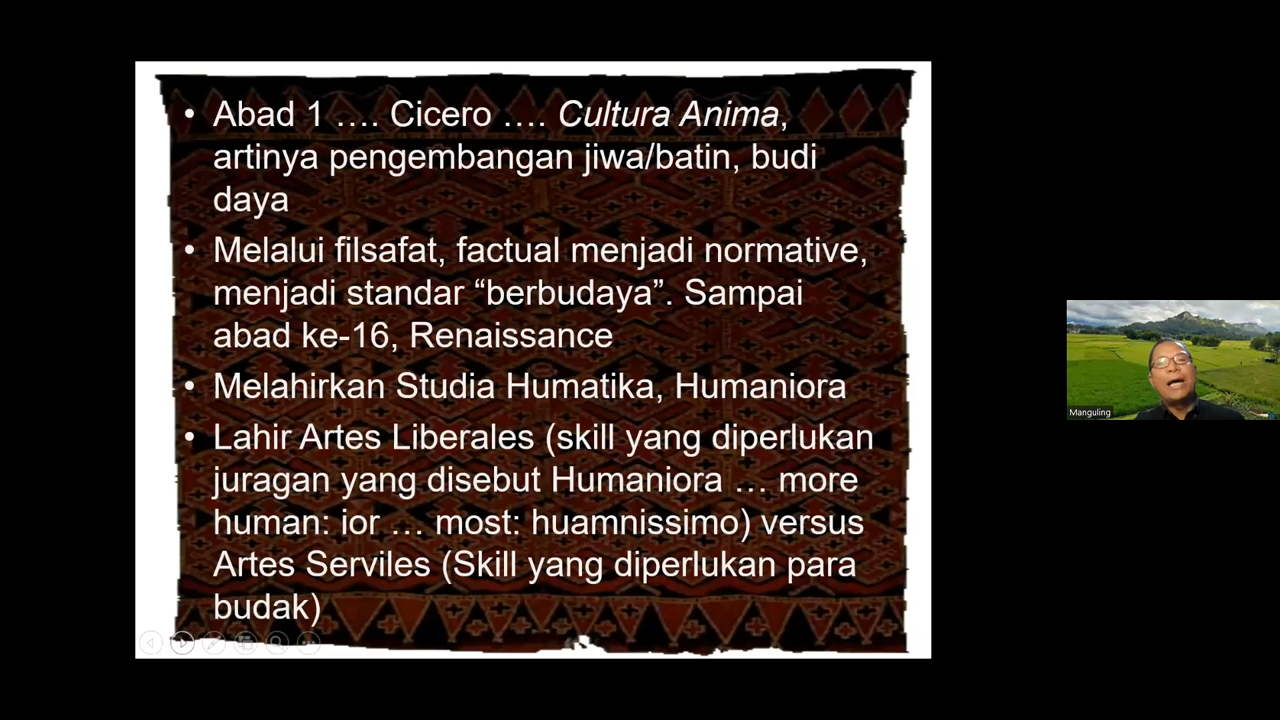 • Abad 1 …. Cicero …. Cultura Anima,
artinya pengembangan jiwa/batin, budi
daya
• Melalui filsafat, factual menjadi normative,
menjadi standar “berbudaya”. Sampai
abad ke-16, Renaissance
• Melahirkan Studia Humatika, Humaniora
• Lahir Artes Liberales (skill yang diperlukan
juragan yang disebut Humaniora … more
human: ior … most: huamnissimo) versus
Artes Serviles (Skill yang diperlukan para
budak)
Manguling